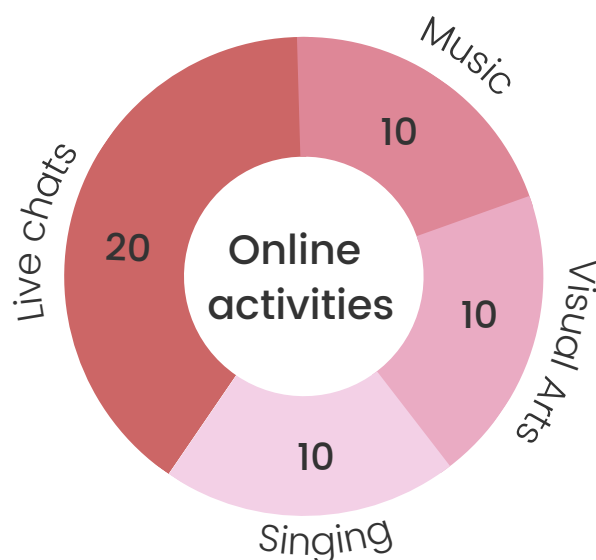 Music
10
Live chats
20
Online
activities
10
Visual Arts
10
Singing